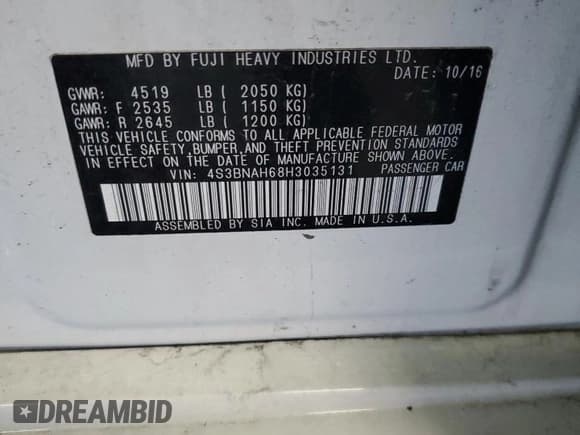 MFD BY FUJI HEAVY INDUSTRIES LTD.
DATE: 10/16
GVWR: 4519 LB ( 2050 KG)
GAWR: F 2535 LB ( 1150 KG)
GAWR: R 2645 LB ( 1200 KG)
THIS VEHICLE CONFORMS TO ALL APPLICABLE FEDERAL MOTOR
VEHICLE SAFETY, BUMPER, AND THEFT PREVENTION STANDARDS
IN EFFECT ON THE DATE OF MANUFACTURE SHOWN ABOVE.
VIN: 4S3BNAH68H3035131 PASSENGER CAR
ASSEMBLED BY SIA INC. MADE IN U.S.A.
DREAMBID